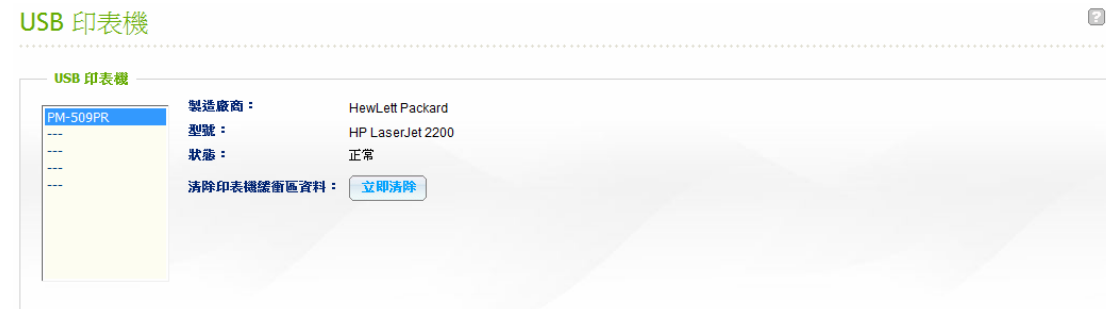 USB 印表機
?
USB 印表機
PM-509PR
---
---
---
---
製造廠商： HewLett Packard
型號： HP LaserJet 2200
狀態： 正常
清除印表機緩衝區資料： 立即清除